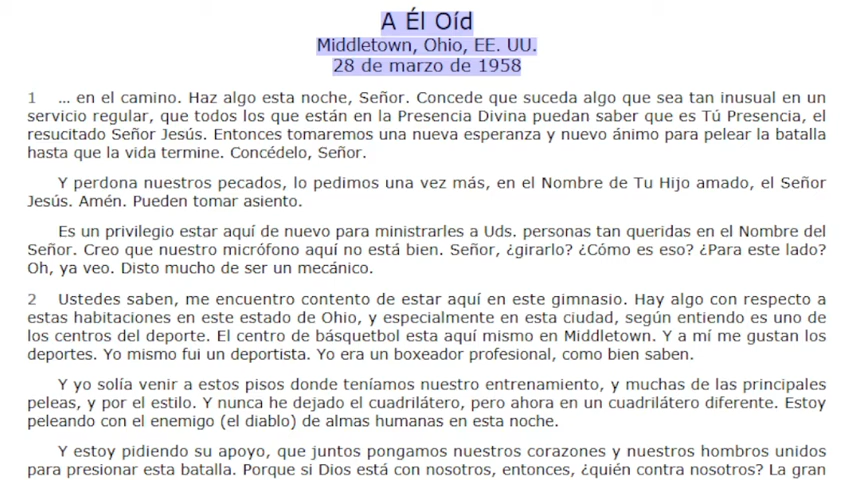 A Él Oíd
Middletown, Ohio, EE. UU.
28 de marzo de 1958
1 ... en el camino. Haz algo esta noche, Señor. Concede que suceda algo que sea tan inusual en un
servicio regular, que todos los que están en la Presencia Divina puedan saber que es Tú Presencia, el
resucitado Señor Jesús. Entonces tomaremos una nueva esperanza y nuevo ánimo para pelear la batalla
hasta que la vida termine. Concédelo, Señor.
Y perdona nuestros pecados, lo pedimos una vez más, en el Nombre de Tu Hijo amado, el Señor
Jesús. Amén. Pueden tomar asiento.
Es un privilegio estar aquí de nuevo para ministrarles a Uds. personas tan queridas en el Nombre del
Señor. Creo que nuestro micrófono aquí no está bien. Señor, ¿girarlo? ¿Cómo es eso? ¿Para este lado?
Oh, ya veo. Disto mucho de ser un mecánico.
2 Ustedes saben, me encuentro contento de estar aquí en este gimnasio. Hay algo con respecto a
estas habitaciones en este estado de Ohio, y especialmente en esta ciudad, según entiendo es uno de
los centros del deporte. El centro de básquetbol esta aquí mismo en Middletown. Y a mí me gustan los
deportes. Yo mismo fui un deportista. Yo era un boxeador profesional, como bien saben.
Y yo solía venir a estos pisos donde teníamos nuestro entrenamiento, y muchas de las principales
peleas, y por el estilo. Y nunca he dejado el cuadrilátero, pero ahora en un cuadrilátero diferente. Estoy
peleando con el enemigo (el diablo) de almas humanas en esta noche.
Y estoy pidiendo su apoyo, que juntos pongamos nuestros corazones y nuestros hombros unidos
para presionar esta batalla. Porque si Dios está con nosotros, entonces, ¿quién contra nosotros? La gran